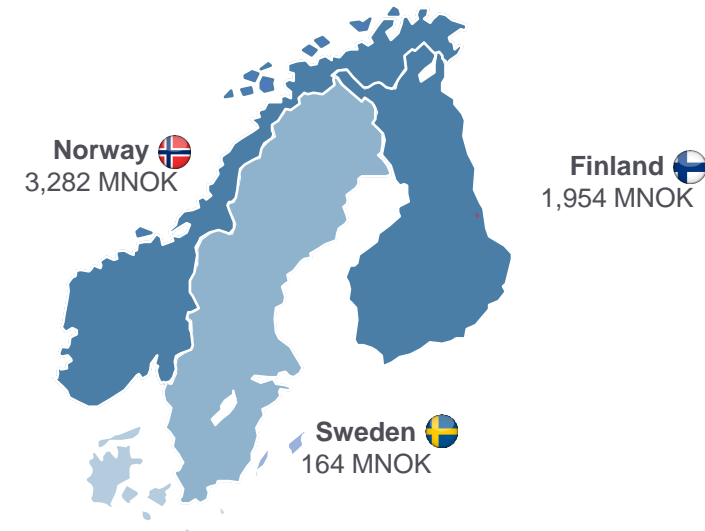 Norway
3,282 MNOK
Finland
1,954 MNOK
Sweden
164 MNOK